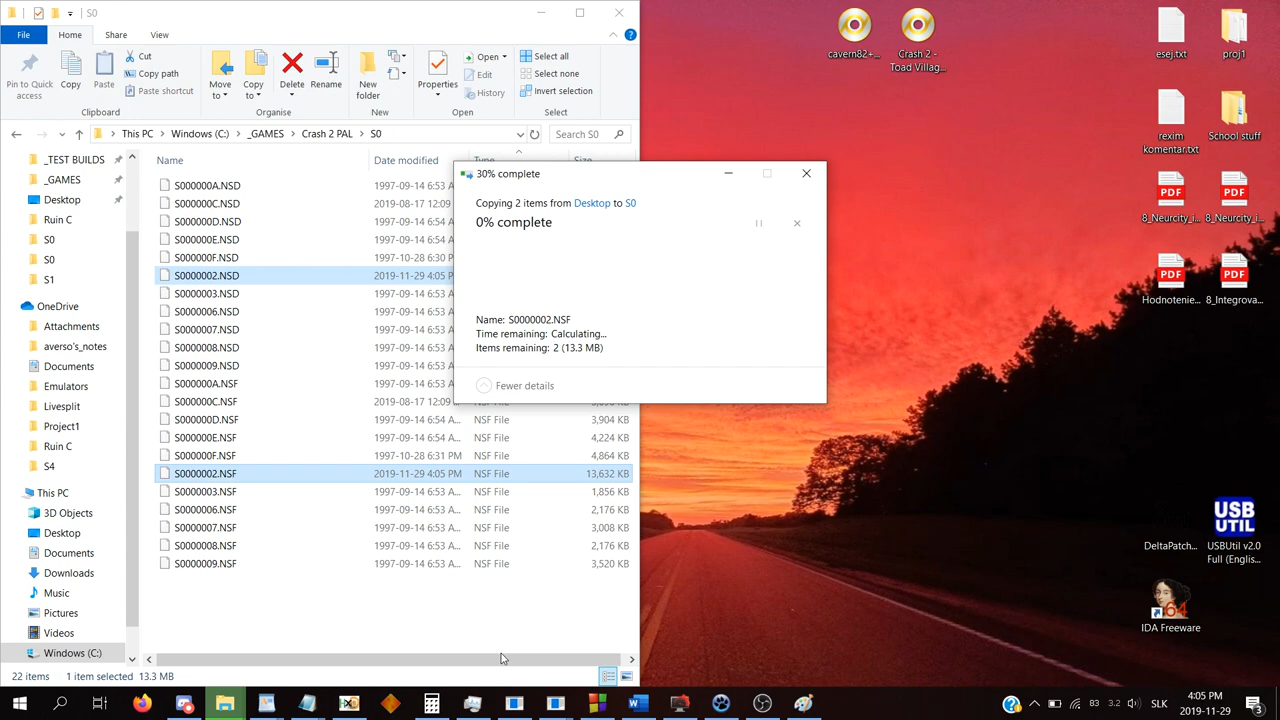 S0
File
Home
Share
View
Pin to Quick
access
Copy
Paste
Cut
Copy path
Paste shortcut
Clipboard
Move
to
Copy
to
Delete
Rename
Organise
New
folder
New
Properties
Open
Edit
History
Open
Select all
Select none
Invert selection
Select
This PC
Windows (C:)
_GAMES
Crash 2 PAL
S0
Search S0
Name
Date modified
Type
Size
_TEST BUILDS
_GAMES
Desktop
Ruin C
S0
S0
S1
OneDrive
Attachments
averso's_notes
Documents
Emulators
Livesplit
Project1
Ruin C
S4
This PC
3D Objects
Desktop
Documents
Downloads
Music
Pictures
Videos
Windows (C:)
S000000A.NSD 1997-09-14 6:53 A
S000000C.NSD 2019-08-17 12:09
S000000D.NSD 1997-09-14 6:53 A
S000000E.NSD 1997-09-14 6:53 A
S000000F.NSD 1997-10-28 6:30 P
S0000002.NSD 2019-11-29 4:05 P
S0000003.NSD 1997-09-14 6:53 A
S0000006.NSD 1997-09-14 6:53 A
S0000007.NSD 1997-09-14 6:53 A
S0000008.NSD 1997-09-14 6:53 A
S0000009.NSD 1997-09-14 6:53 A
S000000A.NSF 1997-09-14 6:54 A
S000000C.NSF 2019-08-17 12:09
S000000D.NSF 1997-09-14 6:54 A... NSF File 3,904 KB
S000000E.NSF 1997-09-14 6:54 A... NSF File 4,224 KB
S000000F.NSF 1997-10-28 6:31 PM NSF File 4,864 KB
S0000002.NSF 2019-11-29 4:05 PM NSF File 13,632 KB
S0000003.NSF 1997-09-14 6:53 A... NSF File 1,856 KB
S0000006.NSF 1997-09-14 6:53 A... NSF File 2,176 KB
S0000007.NSF 1997-09-14 6:53 A... NSF File 3,008 KB
S0000008.NSF 1997-09-14 6:53 A... NSF File 2,176 KB
S0000009.NSF 1997-09-14 6:53 A... NSF File 3,520 KB
22 items 1 item selected 13.3 MB
30% complete
Copying 2 items from Desktop to S0
0% complete
Name: S0000002.NSF
Time remaining: Calculating...
Items remaining: 2 (13.3 MB)
Fewer details
cavern82+...
Crash 2 -
Toad Villag...
esej.txt
proj1
rexim
komentar.txt
School stuff
PDF
8_Neurcity_i...
PDF
8_Neurcity_i...
PDF
Hodnotenie...
PDF
8_Integrova...
DeltaPatch...
USB
UTIL
USBUtil v2.0
Full (Englis...
64
IDA Freeware
83
3.2
SLK
4:05 PM
2019-11-29
3